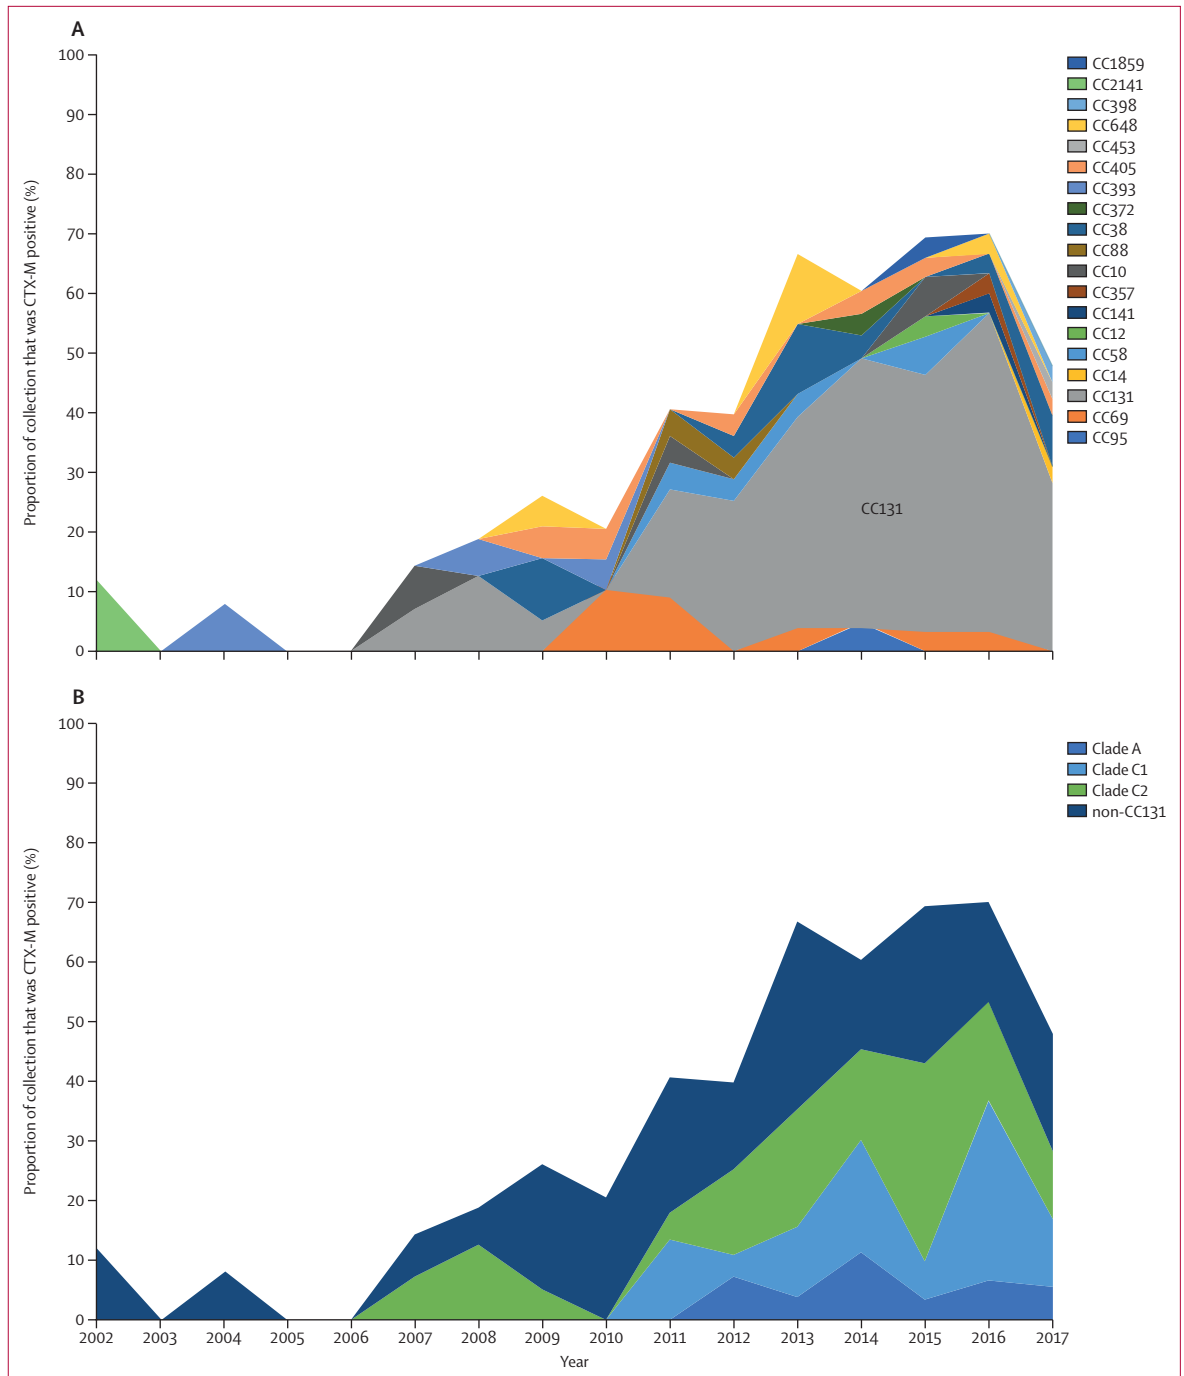 A
100
90
80
70
60
50
40
30
20
10
0
Proportion of collection that was CTX-M positive (%)
CC131
CC1859
CC2141
CC398
CC648
CC453
CC405
CC393
CC372
CC38
CC88
CC10
CC357
CC141
CC12
CC58
CC14
CC131
CC69
CC95
B
100
90
80
70
60
50
40
30
20
10
0
Proportion of collection that was CTX-M positive (%)
Clade A
Clade C1
Clade C2
non-CC131
2002 2003 2004 2005 2006 2007 2008 2009 2010 2011 2012 2013 2014 2015 2016 2017
Year